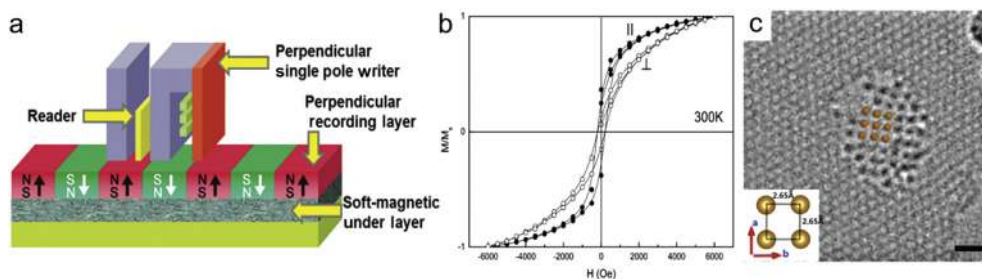 a
Perpendicular
single pole writer
Reader
Perpendicular
recording layer
N S N S N S N
S N S N S N S
Soft-magnetic
under layer
b
1
||
⊥
300K
M/Ms
0
-1
-6000 -4000 -2000 0 2000 4000 6000
H (Oe)
c
2.65Å
2.65Å
a
b